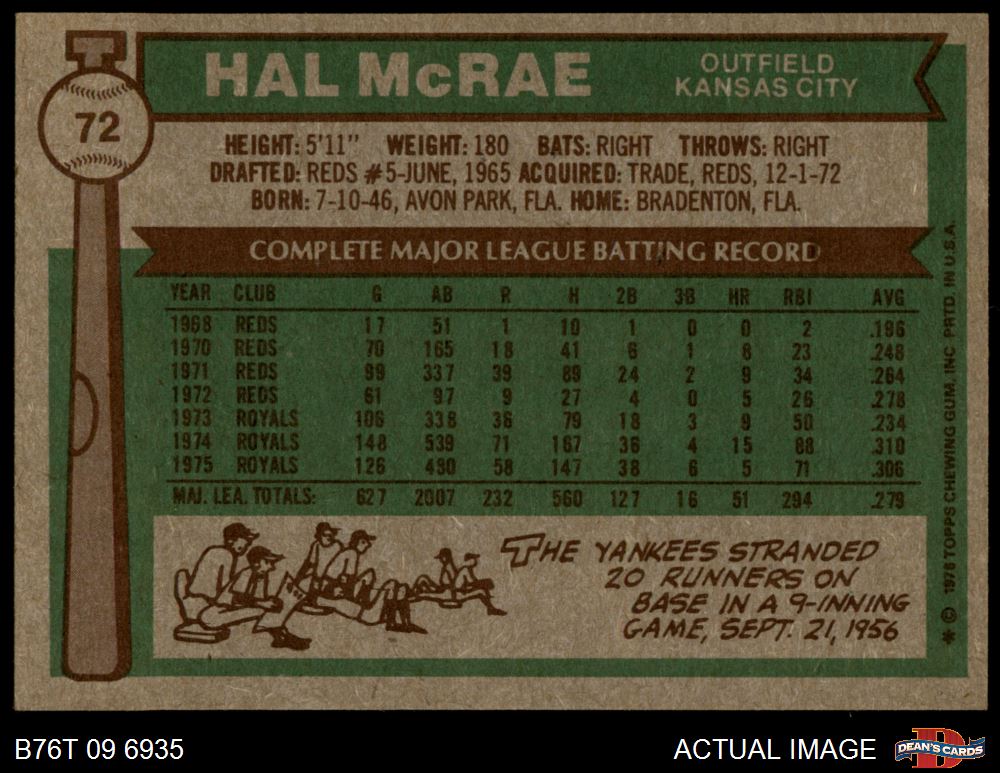 HAL McRAE
OUTFIELD
KANSAS CITY
72
HEIGHT: 5'11" WEIGHT: 180 BATS: RIGHT THROWS: RIGHT
DRAFTED: REDS #5-JUNE, 1965 ACQUIRED: TRADE, REDS, 12-1-72
BORN: 7-10-46, AVON PARK, FLA. HOME: BRADENTON, FLA.
COMPLETE MAJOR LEAGUE BATTING RECORD
YEAR CLUB G AB R H 2B 3B HR RBI AVG
1968 REDS 17 51 1 10 1 0 0 2 .196
1970 REDS 70 165 18 41 6 1 8 23 .248
1971 REDS 99 337 39 89 24 2 9 34 .264
1972 REDS 61 97 9 27 4 0 5 26 .278
1973 ROYALS 106 338 36 79 18 3 9 50 .234
1974 ROYALS 148 539 71 167 36 4 15 88 .310
1975 ROYALS 126 480 58 147 38 6 5 71 .306
MAJ. LEA. TOTALS: 627 2007 232 560 127 16 51 294 .279
THE YANKEES STRANDED
20 RUNNERS ON
BASE IN A 9-INNING
GAME, SEPT. 21, 1956
* © 1976 TOPPS CHEWING GUM, INC. PRTD. IN U.S.A.
B76T 09 6935
ACTUAL IMAGE
DEAN'S CARDS